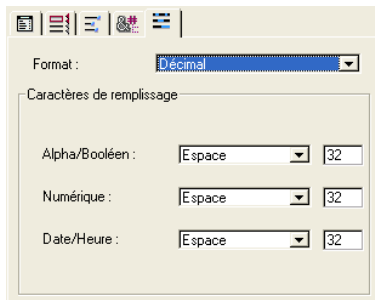 Format : Décimal
Caractères de remplissage
Alpha/Booléen : Espace 32
Numérique : Espace 32
Date/Heure : Espace 32